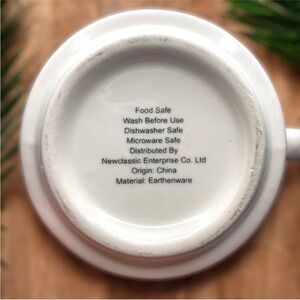 Food Safe
Wash Before Use
Dishwasher Safe
Microware Safe
Distributed By
Newclassic Enterprise Co. Ltd
Origin: China
Material: Earthenware